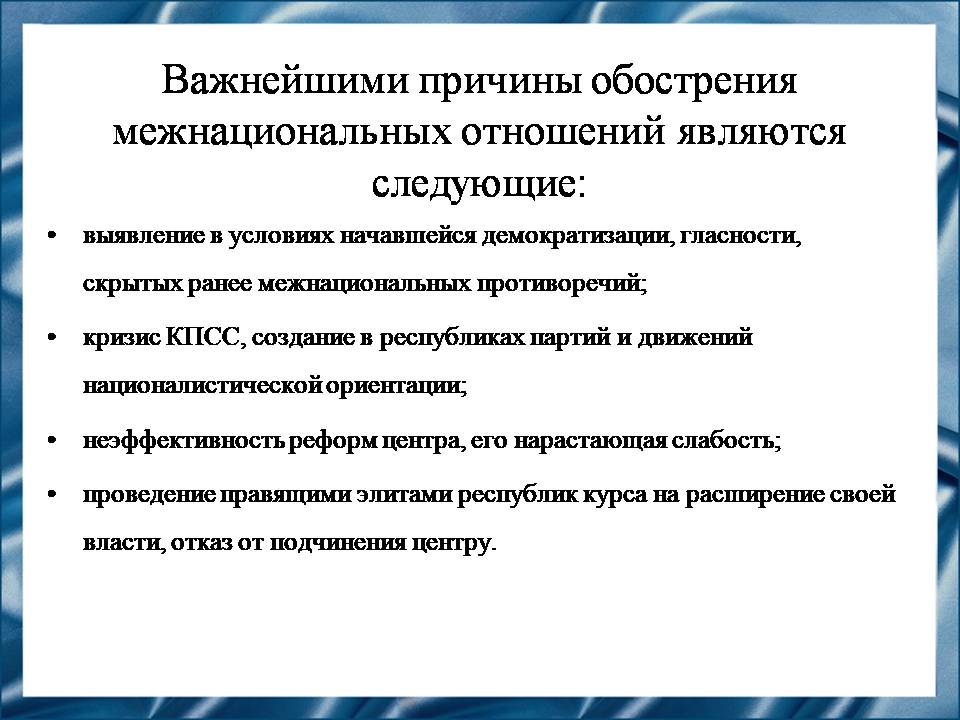 Важнейшими причины обострения
межнациональных отношений являются
следующие:
• выявление в условиях начавшейся демократизации, гласности,
скрытых ранее межнациональных противоречий;
• кризис КПСС, создание в республиках партий и движений
националистической ориентации;
• неэффективность реформ центра, его нарастающая слабость;
• проведение правящими элитами республик курса на расширение своей
власти, отказ от подчинения центру.